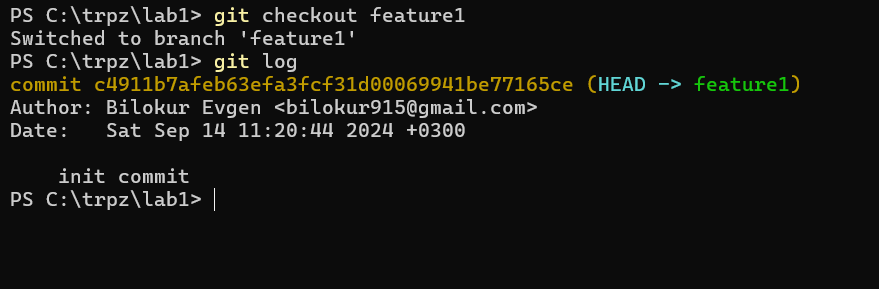 PS C:\trpz\lab1> git checkout feature1
Switched to branch 'feature1'
PS C:\trpz\lab1> git log
commit c4911b7afeb63efa3fcf31d00069941be77165ce (HEAD -> feature1)
Author: Bilokur Evgen <bilokur915@gmail.com>
Date:   Sat Sep 14 11:20:44 2024 +0300

    init commit
PS C:\trpz\lab1>